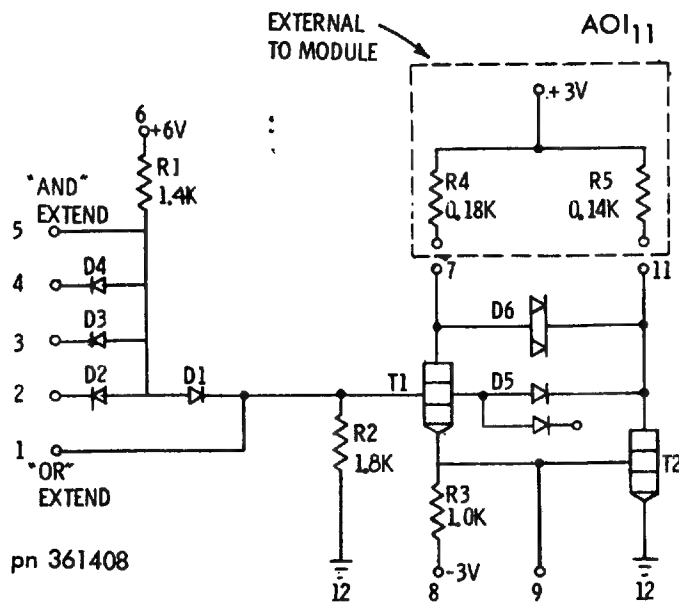 EXTERNAL
TO MODULE
AOI11
+3V
6
+6V
R1
1.4K
"AND"
EXTEND
R4
0.18K
R5
0.14K
5
4
D4
7
11
3
D3
D6
2
D2
D1
T1
D5
1
"OR"
EXTEND
R2
1.8K
T2
R3
1.0K
pn 361408
12
8
-3V
9
12